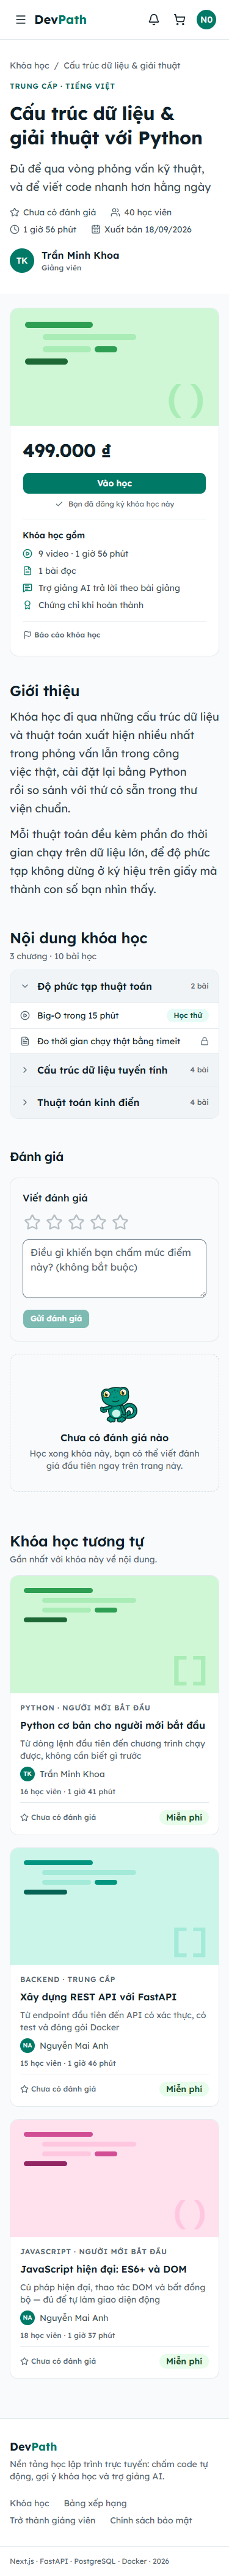 DevPath
N0
Khóa học / Cấu trúc dữ liệu & giải thuật
TRUNG CẤP · TIẾNG VIỆT
Cấu trúc dữ liệu &
giải thuật với Python
Đủ để qua vòng phỏng vấn kỹ thuật,
và để viết code nhanh hơn hằng ngày
Chưa có đánh giá 40 học viên
1 giờ 56 phút Xuất bản 18/09/2026
TK
Trần Minh Khoa
Giảng viên
( )
499.000 ₫
Vào học
Bạn đã đăng ký khóa học này
Khóa học gồm
9 video · 1 giờ 56 phút
1 bài đọc
Trợ giảng AI trả lời theo bài giảng
Chứng chỉ khi hoàn thành
Báo cáo khóa học
Giới thiệu
Khóa học đi qua những cấu trúc dữ liệu
và thuật toán xuất hiện nhiều nhất
trong phỏng vấn lẫn trong công
việc thật, cài đặt lại bằng Python
rồi so sánh với thứ có sẵn trong thư
viện chuẩn.
Mỗi thuật toán đều kèm phần đo thời
gian chạy trên dữ liệu lớn, để độ phức
tạp không dừng ở ký hiệu trên giấy mà
thành con số bạn nhìn thấy.
Nội dung khóa học
3 chương · 10 bài học
Độ phức tạp thuật toán 2 bài
Big-O trong 15 phút Học thử
Đo thời gian chạy thật bằng timeit
Cấu trúc dữ liệu tuyến tính 4 bài
Thuật toán kinh điển 4 bài
Đánh giá
Viết đánh giá
Điều gì khiến bạn chấm mức điểm
này? (không bắt buộc)
Gửi đánh giá
Chưa có đánh giá nào
Học xong khóa này, bạn có thể viết đánh
giá đầu tiên ngay trên trang này.
Khóa học tương tự
Gần nhất với khóa này về nội dung.
[ ]
PYTHON · NGƯỜI MỚI BẮT ĐẦU
Python cơ bản cho người mới bắt đầu
Từ dòng lệnh đầu tiên đến chương trình chạy
được, không cần biết gì trước
TK Trần Minh Khoa
16 học viên · 1 giờ 41 phút
Chưa có đánh giá Miễn phí
[ ]
BACKEND · TRUNG CẤP
Xây dựng REST API với FastAPI
Từ endpoint đầu tiên đến API có xác thực, có
test và đóng gói Docker
NA Nguyễn Mai Anh
15 học viên · 1 giờ 46 phút
Chưa có đánh giá Miễn phí
( )
JAVASCRIPT · NGƯỜI MỚI BẮT ĐẦU
JavaScript hiện đại: ES6+ và DOM
Cú pháp hiện đại, thao tác DOM và bất đồng
bộ — đủ để tự làm giao diện động
NA Nguyễn Mai Anh
18 học viên · 1 giờ 37 phút
Chưa có đánh giá Miễn phí
DevPath
Nền tảng học lập trình trực tuyến: chấm code tự
động, gợi ý khóa học và trợ giảng AI.
Khóa học Bảng xếp hạng
Trở thành giảng viên Chính sách bảo mật
Next.js · FastAPI · PostgreSQL · Docker · 2026